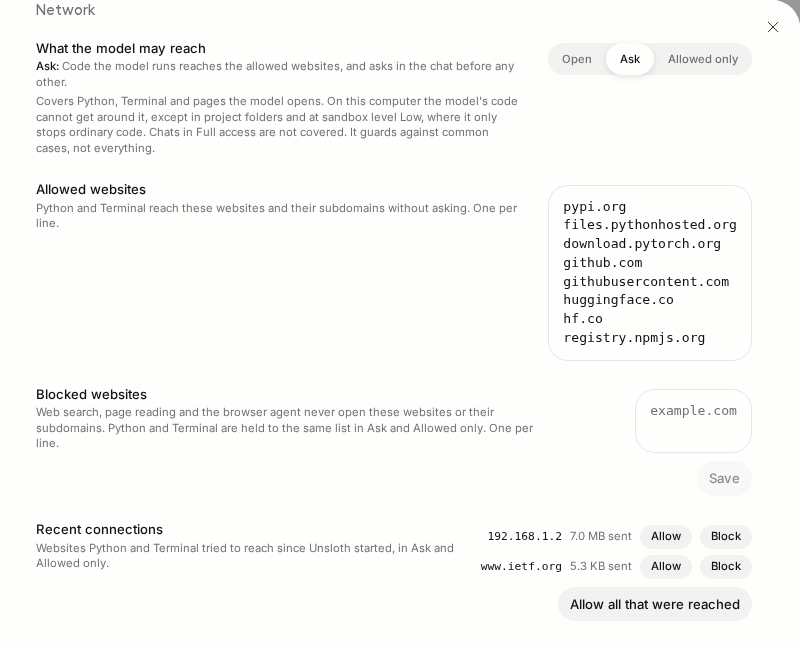 Network
What the model may reach
Ask: Code the model runs reaches the allowed websites, and asks in the chat before any
other.
Covers Python, Terminal and pages the model opens. On this computer the model's code
cannot get around it, except in project folders and at sandbox level Low, where it only
stops ordinary code. Chats in Full access are not covered. It guards against common
cases, not everything.
Open
Ask
Allowed only
Allowed websites
Python and Terminal reach these websites and their subdomains without asking. One per
line.
pypi.org
files.pythonhosted.org
download.pytorch.org
github.com
githubusercontent.com
huggingface.co
hf.co
registry.npmjs.org
Blocked websites
Web search, page reading and the browser agent never open these websites or their
subdomains. Python and Terminal are held to the same list in Ask and Allowed only. One per
line.
example.com
Save
Recent connections
Websites Python and Terminal tried to reach since Unsloth started, in Ask and
Allowed only.
192.168.1.2 7.0 MB sent Allow Block
www.ietf.org 5.3 KB sent Allow Block
Allow all that were reached